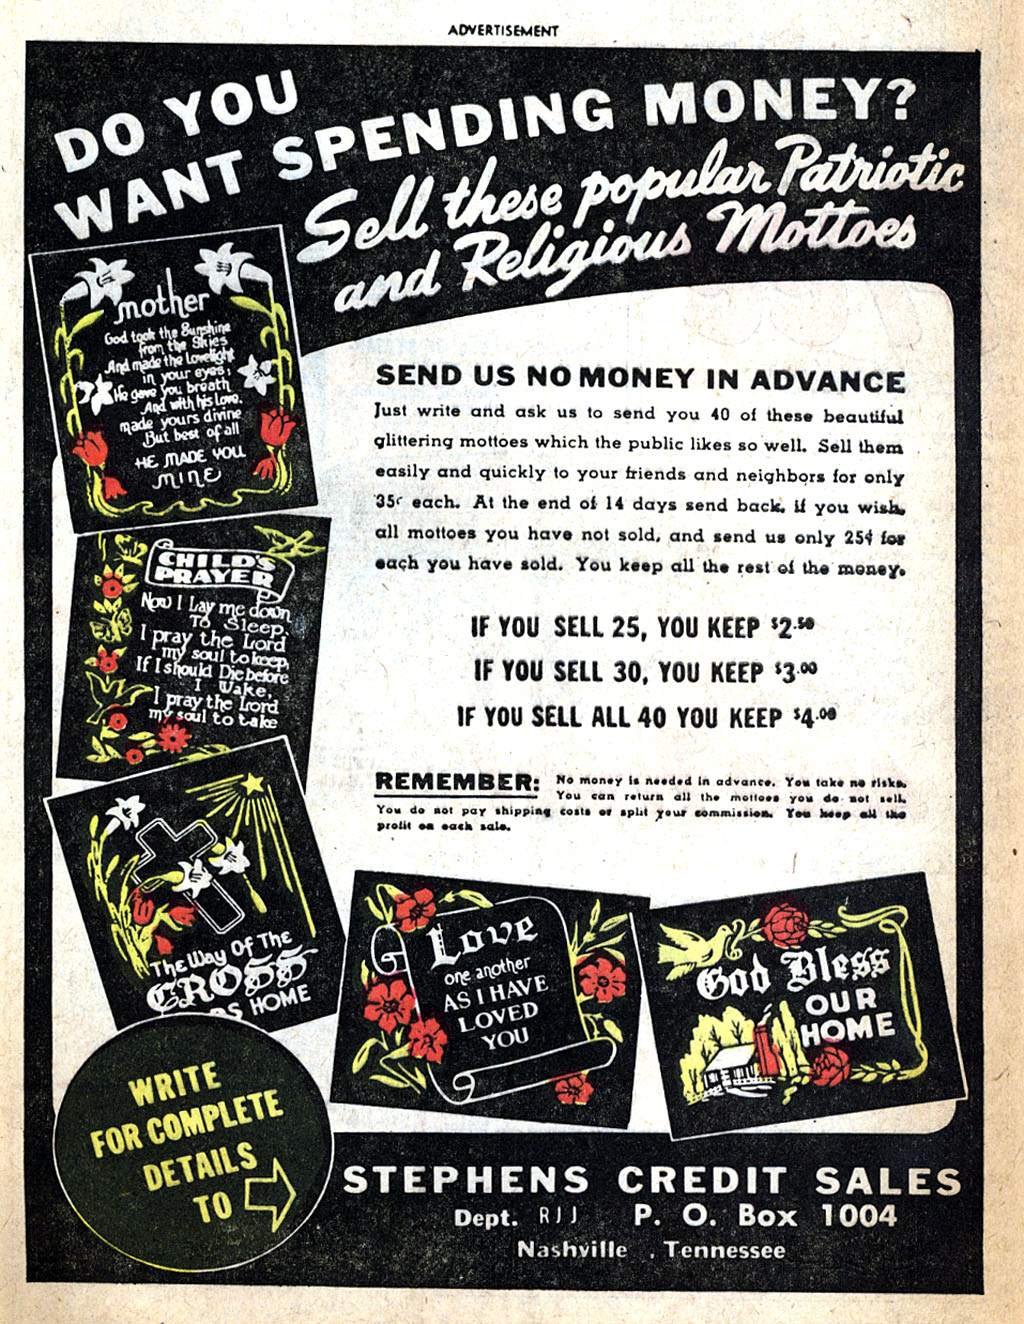 ADVERTISEMENT
DO YOU
WANT SPENDING MONEY?
Sell these popular Patriotic
and Religious Mottoes
mother
God took the Sunshine
from the Skies
And made the Lovelight
in your eyes,
He gave you breath
And with his Love,
made yours divine
But best of all
HE MADE YOU
MINE
SEND US NO MONEY IN ADVANCE
Just write and ask us to send you 40 of these beautiful
glittering mottoes which the public likes so well. Sell them
easily and quickly to your friends and neighbors for only
35¢ each. At the end of 14 days send back, if you wish,
all mottoes you have not sold, and send us only 25¢ for
each you have sold. You keep all the rest of the money.
CHILD'S
PRAYER
Now I Lay me down
To Sleep
I pray the Lord
my soul to keep,
If I should Die before
I Wake,
I pray the Lord
my soul to take
IF YOU SELL 25, YOU KEEP $2.50
IF YOU SELL 30, YOU KEEP $3.00
IF YOU SELL ALL 40 YOU KEEP $4.00
REMEMBER: No money is needed in advance. You take no risks.
You can return all the mottoes you do not sell.
You do not pay shipping costs or split your commission. You keep all the
profit on each sale.
The Way Of The
CROSS
HOME
Love
one another
AS I HAVE
LOVED
YOU
God Bless
OUR
HOME
WRITE
FOR COMPLETE
DETAILS
TO
STEPHENS CREDIT SALES
Dept. RJJ P. O. Box 1004
Nashville, Tennessee